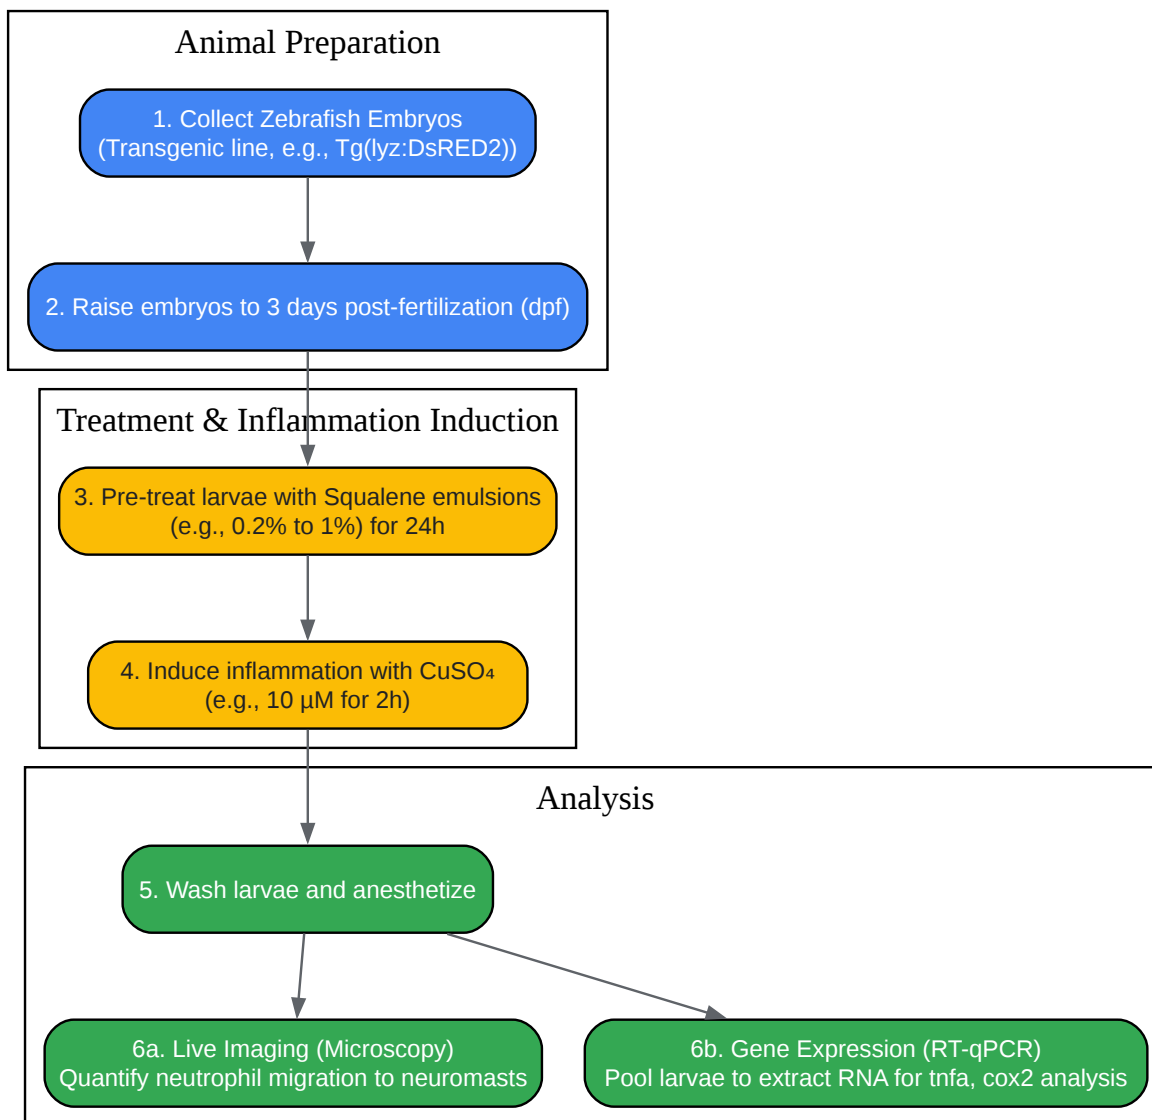 Animal Preparation
1. Collect Zebrafish Embryos
(Transgenic line, e.g., Tg(lyz:DsRED2))
2. Raise embryos to 3 days post-fertilization (dpf)
Treatment & Inflammation Induction
3. Pre-treat larvae with Squalene emulsions
(e.g., 0.2% to 1%) for 24h
4. Induce inflammation with CuSO₄
(e.g., 10 µM for 2h)
Analysis
5. Wash larvae and anesthetize
6a. Live Imaging (Microscopy)
Quantify neutrophil migration to neuromasts
6b. Gene Expression (RT-qPCR)
Pool larvae to extract RNA for tnfa, cox2 analysis